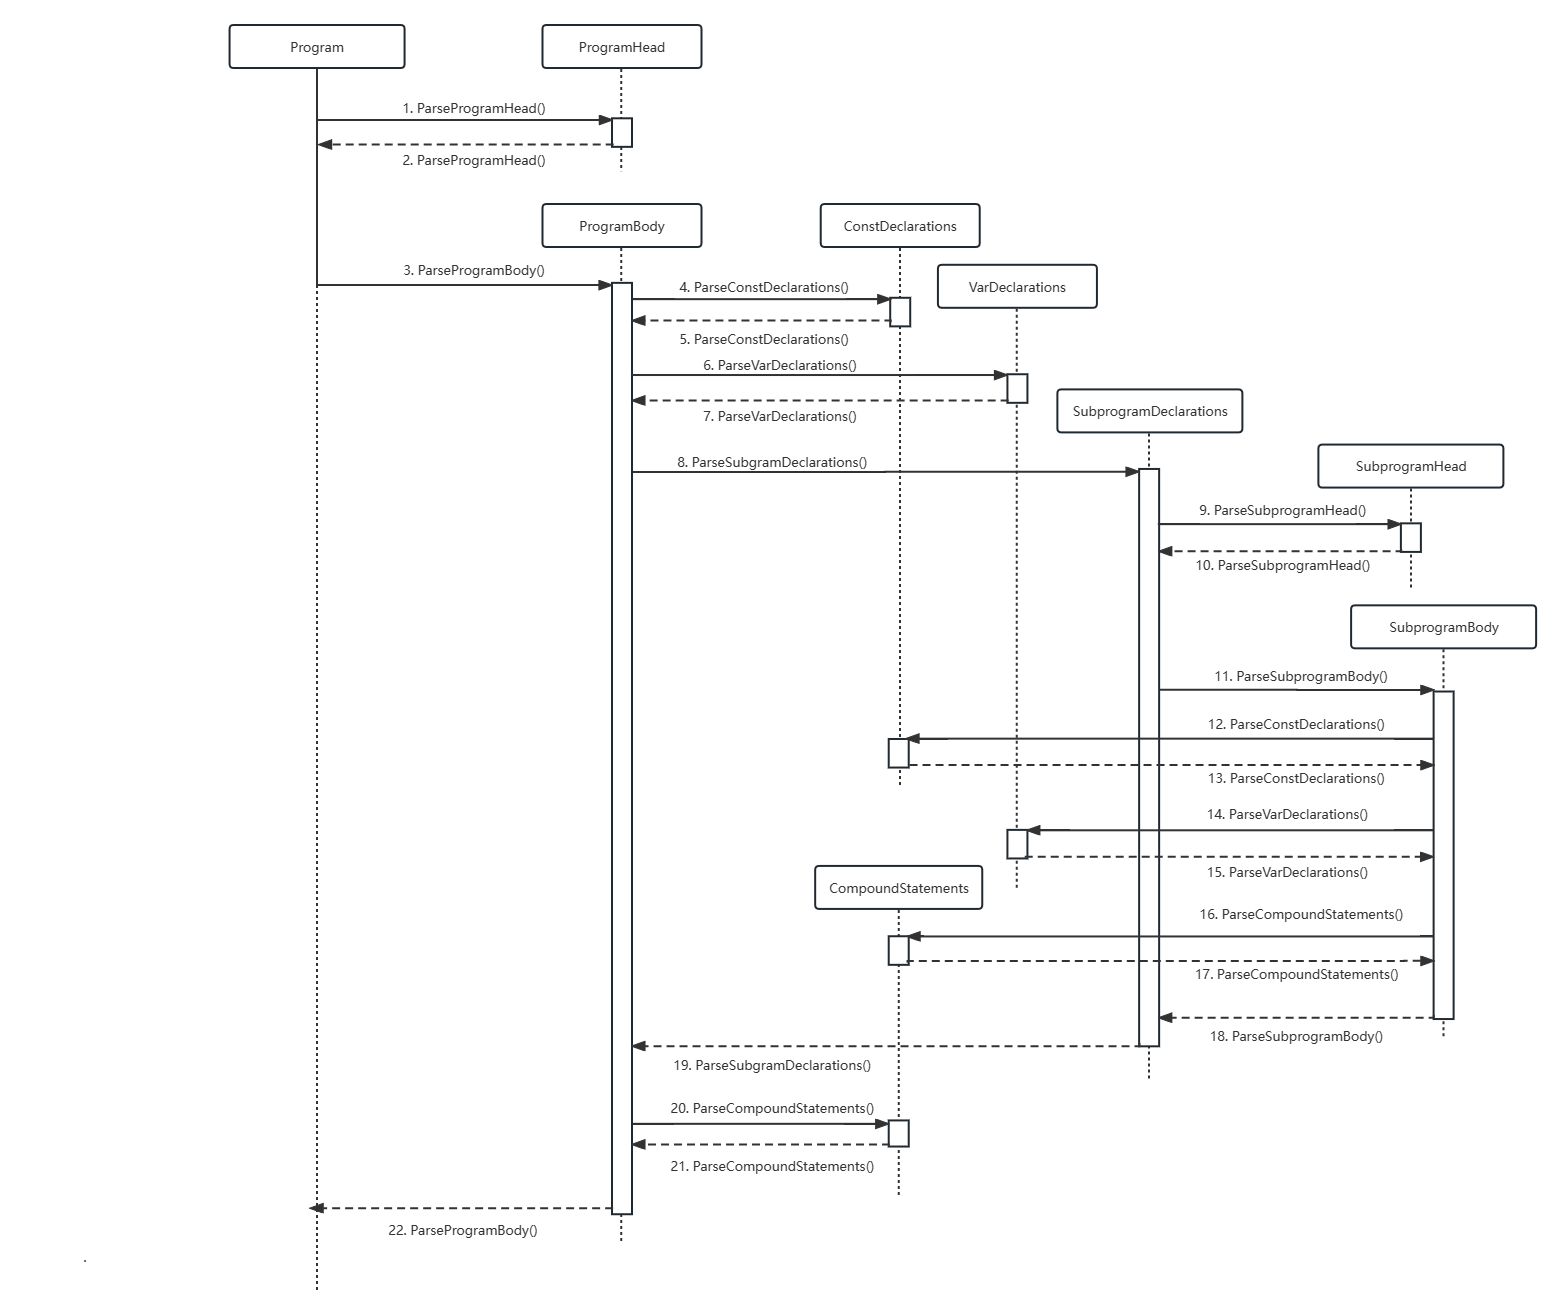 Program
ProgramHead
1. ParseProgramHead()
2. ParseProgramHead()
ProgramBody
ConstDeclarations
3. ParseProgramBody()
4. ParseConstDeclarations()
VarDeclarations
5. ParseConstDeclarations()
6. ParseVarDeclarations()
7. ParseVarDeclarations()
SubprogramDeclarations
8. ParseSubgramDeclarations()
SubprogramHead
9. ParseSubprogramHead()
10. ParseSubprogramHead()
SubprogramBody
11. ParseSubprogramBody()
12. ParseConstDeclarations()
13. ParseConstDeclarations()
14. ParseVarDeclarations()
15. ParseVarDeclarations()
CompoundStatements
16. ParseCompoundStatements()
17. ParseCompoundStatements()
18. ParseSubprogramBody()
19. ParseSubgramDeclarations()
20. ParseCompoundStatements()
21. ParseCompoundStatements()
22. ParseProgramBody()
.